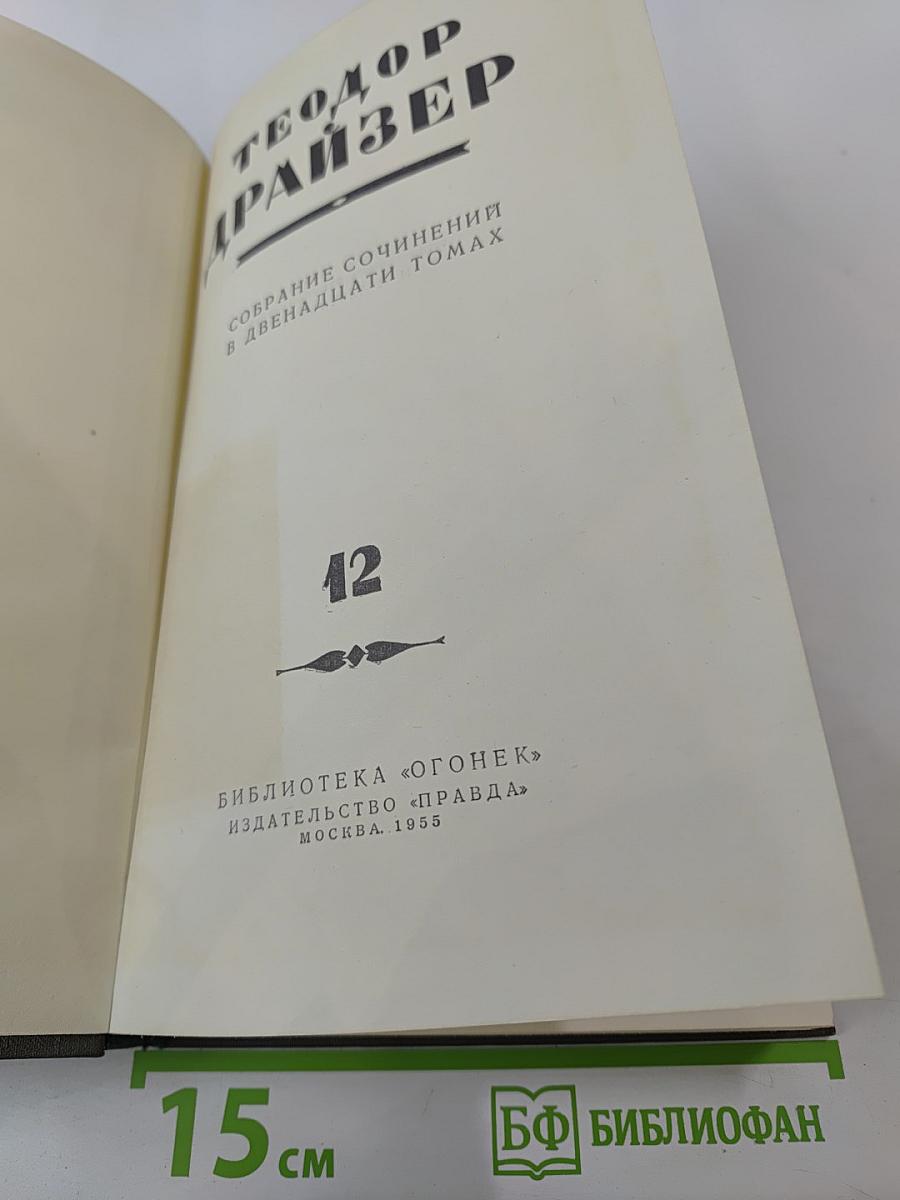 ТЕОДОР
ДРАЙЗЕР
СОБРАНИЕ СОЧИНЕНИЙ
В ДВЕНАДЦАТИ ТОМАХ
12
БИБЛИОТЕКА «ОГОНЕК»
ИЗДАТЕЛЬСТВО «ПРАВДА»
МОСКВА. 1955
15 см
БФ БИБЛИОФАН